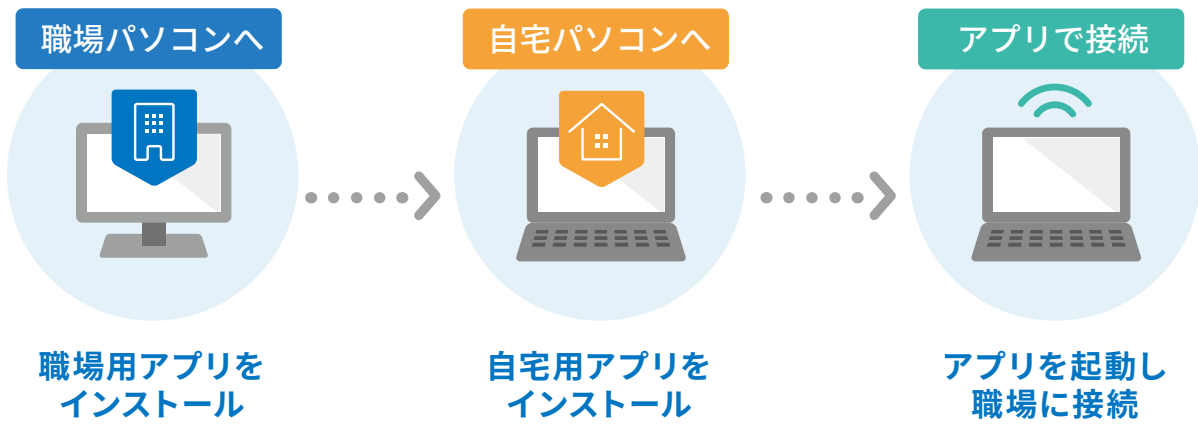 職場パソコンへ
自宅パソコンへ
アプリで接続
職場用アプリを
インストール
自宅用アプリを
インストール
アプリを起動し
職場に接続